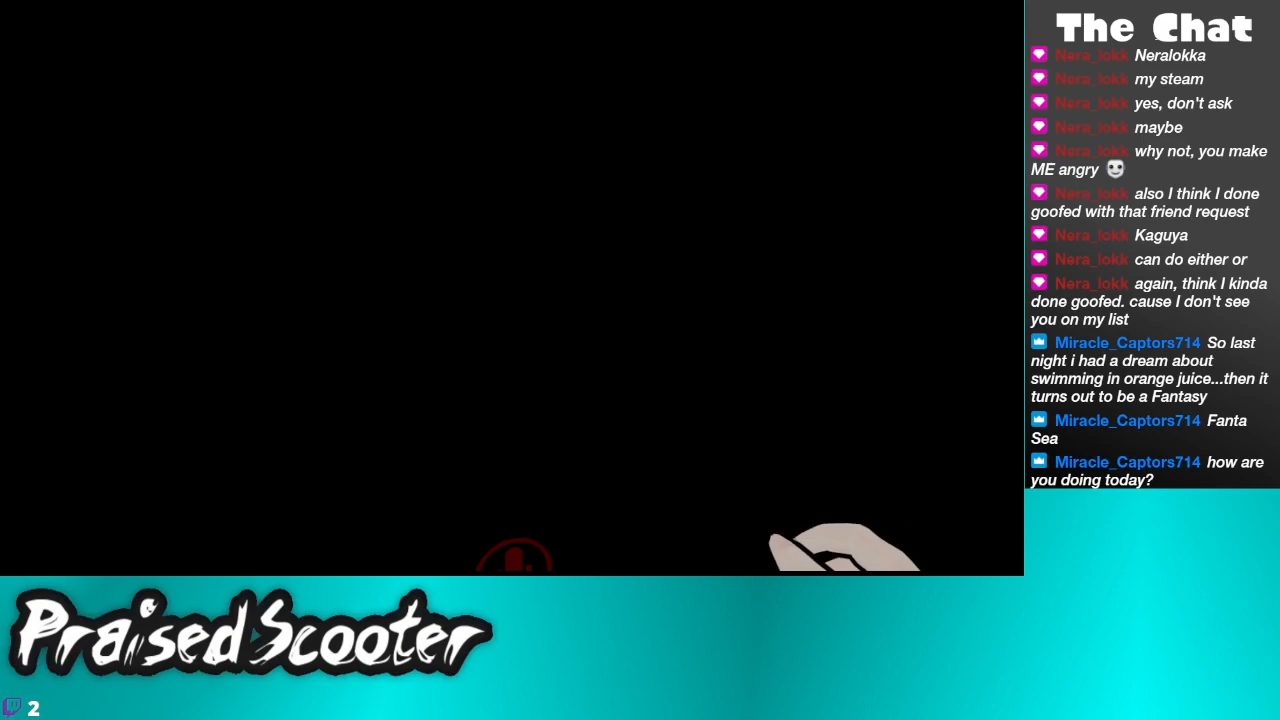 The Chat
Nera_lokk Neralokka
Nera_lokk my steam
Nera_lokk yes, don't ask
Nera_lokk maybe
Nera_lokk why not, you make
ME angry
Nera_lokk also I think I done
goofed with that friend request
Nera_lokk Kaguya
Nera_lokk can do either or
Nera_lokk again, think I kinda
done goofed. cause I don't see
you on my list
Miracle_Captors714 So last
night i had a dream about
swimming in orange juice...then it
turns out to be a Fantasy
Miracle_Captors714 Fanta
Sea
Miracle_Captors714 how are
you doing today?
PraisedScooter
2